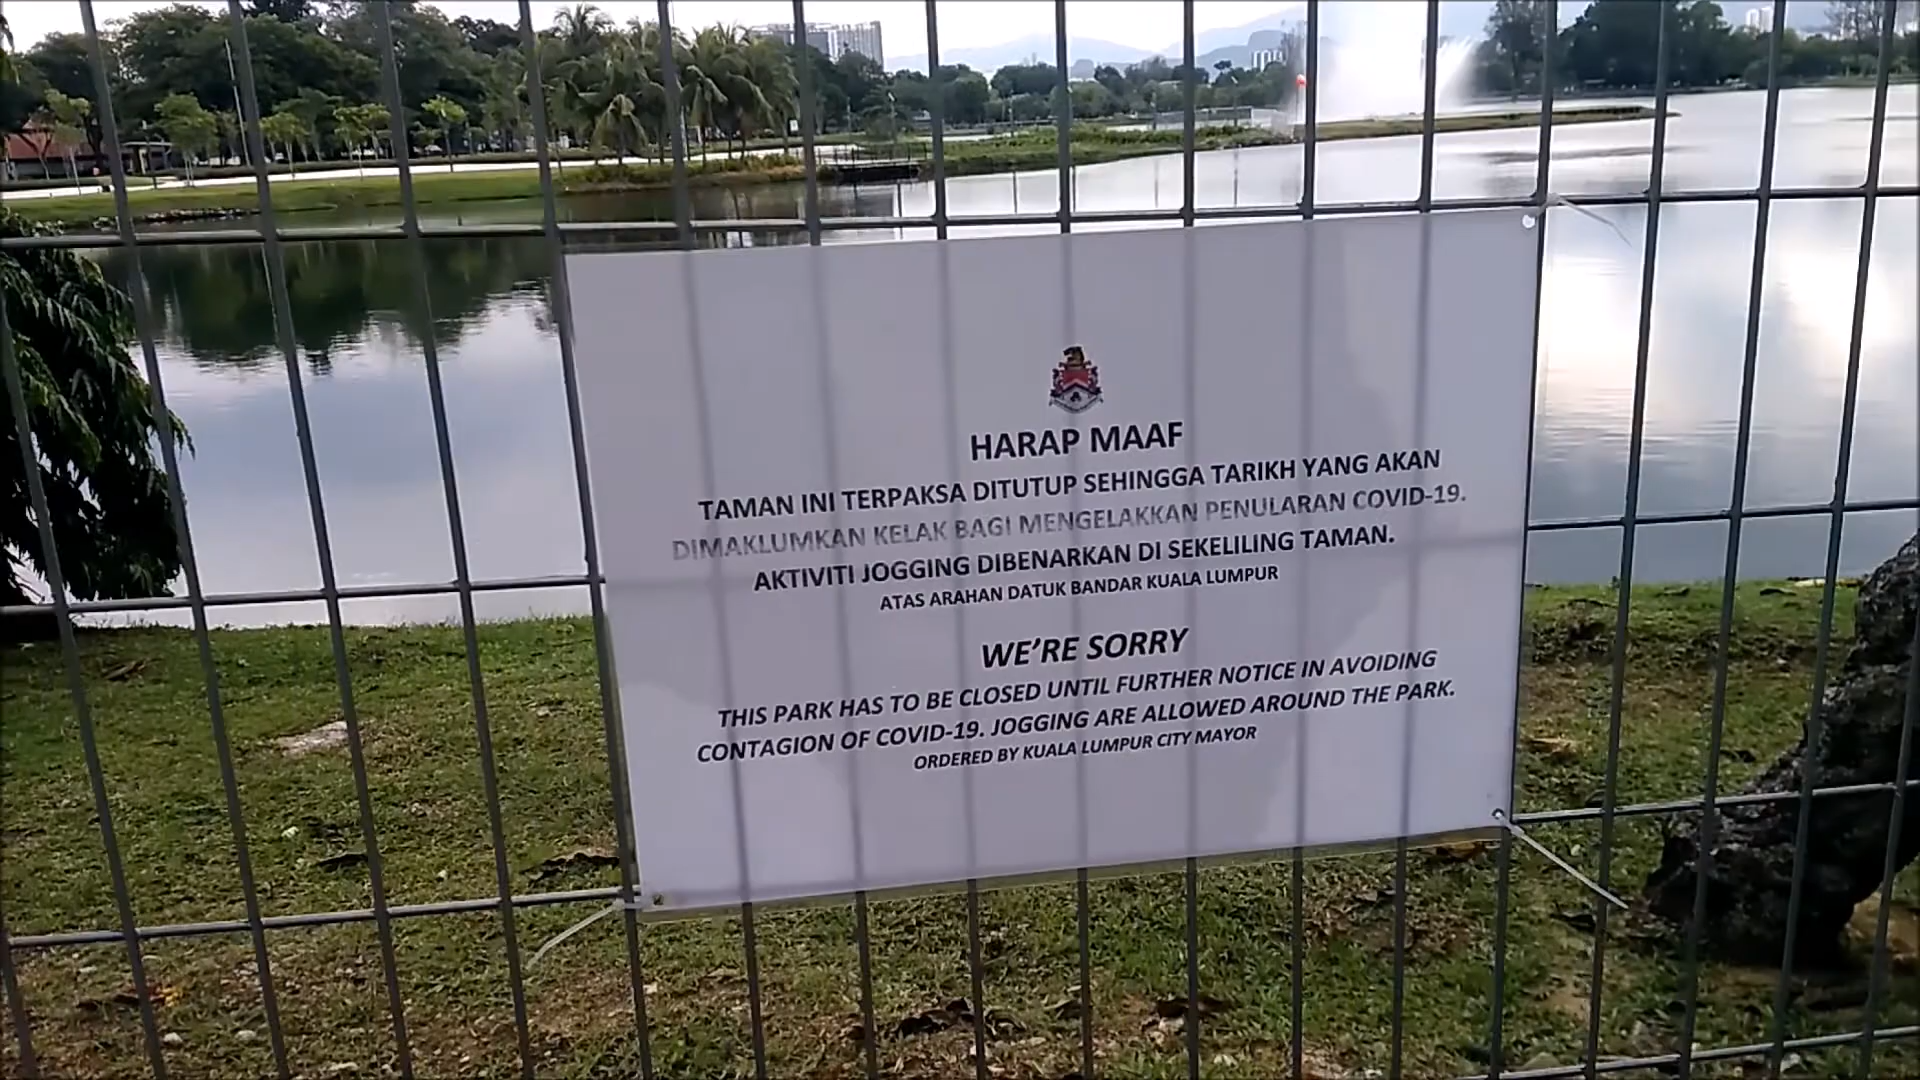 HARAP MAAF
TAMAN INI TERPAKSA DITUTUP SEHINGGA TARIKH YANG AKAN
DIMAKLUMKAN KELAK BAGI MENGELAKKAN PENULARAN COVID-19.
AKTIVITI JOGGING DIBENARKAN DI SEKELILING TAMAN.
ATAS ARAHAN DATUK BANDAR KUALA LUMPUR
WE'RE SORRY
THIS PARK HAS TO BE CLOSED UNTIL FURTHER NOTICE IN AVOIDING
CONTAGION OF COVID-19. JOGGING ARE ALLOWED AROUND THE PARK.
ORDERED BY KUALA LUMPUR CITY MAYOR